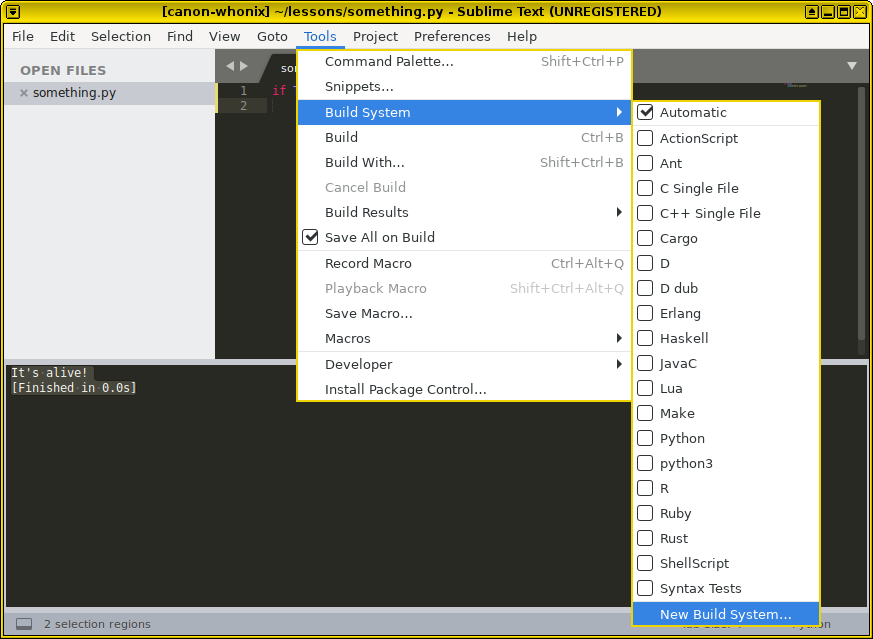 [canon-whonix] ~/lessons/something.py - Sublime Text (UNREGISTERED)
File Edit Selection Find View Goto Tools Project Preferences Help
OPEN FILES
something.py
1 if
2
Command Palette... Shift+Ctrl+P
Snippets...
Build System
Build Ctrl+B
Build With... Shift+Ctrl+B
Cancel Build
Build Results
Save All on Build
Record Macro Ctrl+Alt+Q
Playback Macro Shift+Ctrl+Alt+Q
Save Macro...
Macros
Developer
Install Package Control...
Automatic
ActionScript
Ant
C Single File
C++ Single File
Cargo
D
D dub
Erlang
Haskell
JavaC
Lua
Make
Python
python3
R
Ruby
Rust
ShellScript
Syntax Tests
New Build System...
It's alive!
[Finished in 0.0s]
2 selection regions